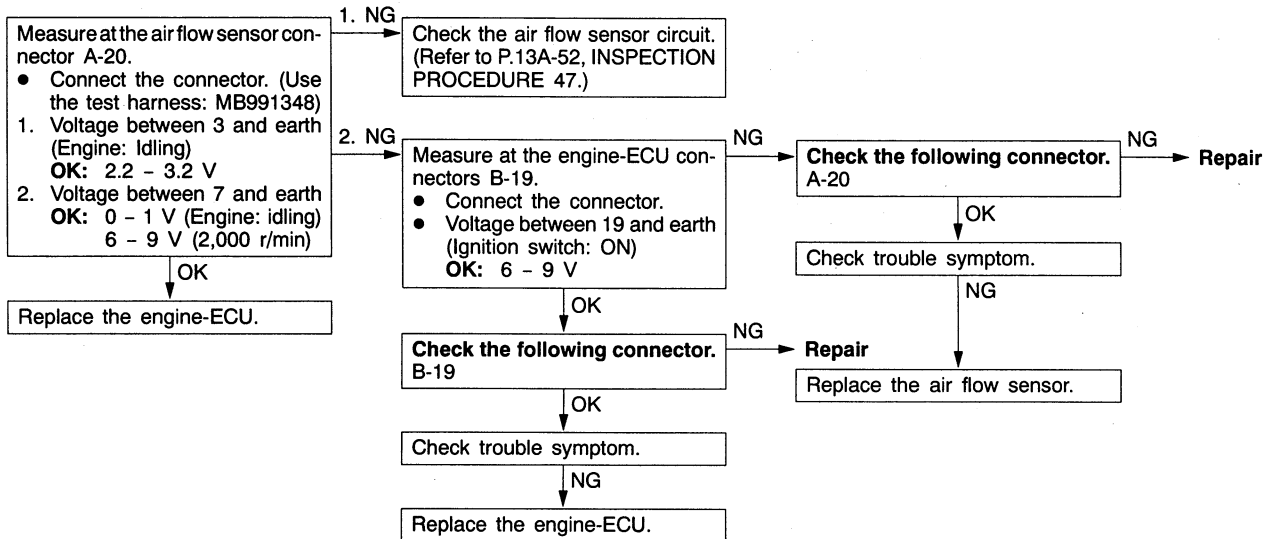 Measure at the air flow sensor con-
nector A-20.
● Connect the connector. (Use
the test harness: MB991348)
1. Voltage between 3 and earth
(Engine: Idling)
OK: 2.2 – 3.2 V
2. Voltage between 7 and earth
OK: 0 – 1 V (Engine: idling)
6 – 9 V (2,000 r/min)
OK
Replace the engine-ECU.
1. NG
Check the air flow sensor circuit.
(Refer to P.13A-52, INSPECTION
PROCEDURE 47.)
2. NG
Measure at the engine-ECU con-
nectors B-19.
● Connect the connector.
● Voltage between 19 and earth
(Ignition switch: ON)
OK: 6 – 9 V
OK
Check the following connector.
B-19
NG
Repair
OK
Check trouble symptom.
NG
Replace the engine-ECU.
NG
Check the following connector.
A-20
NG
Repair
OK
Check trouble symptom.
NG
Replace the air flow sensor.